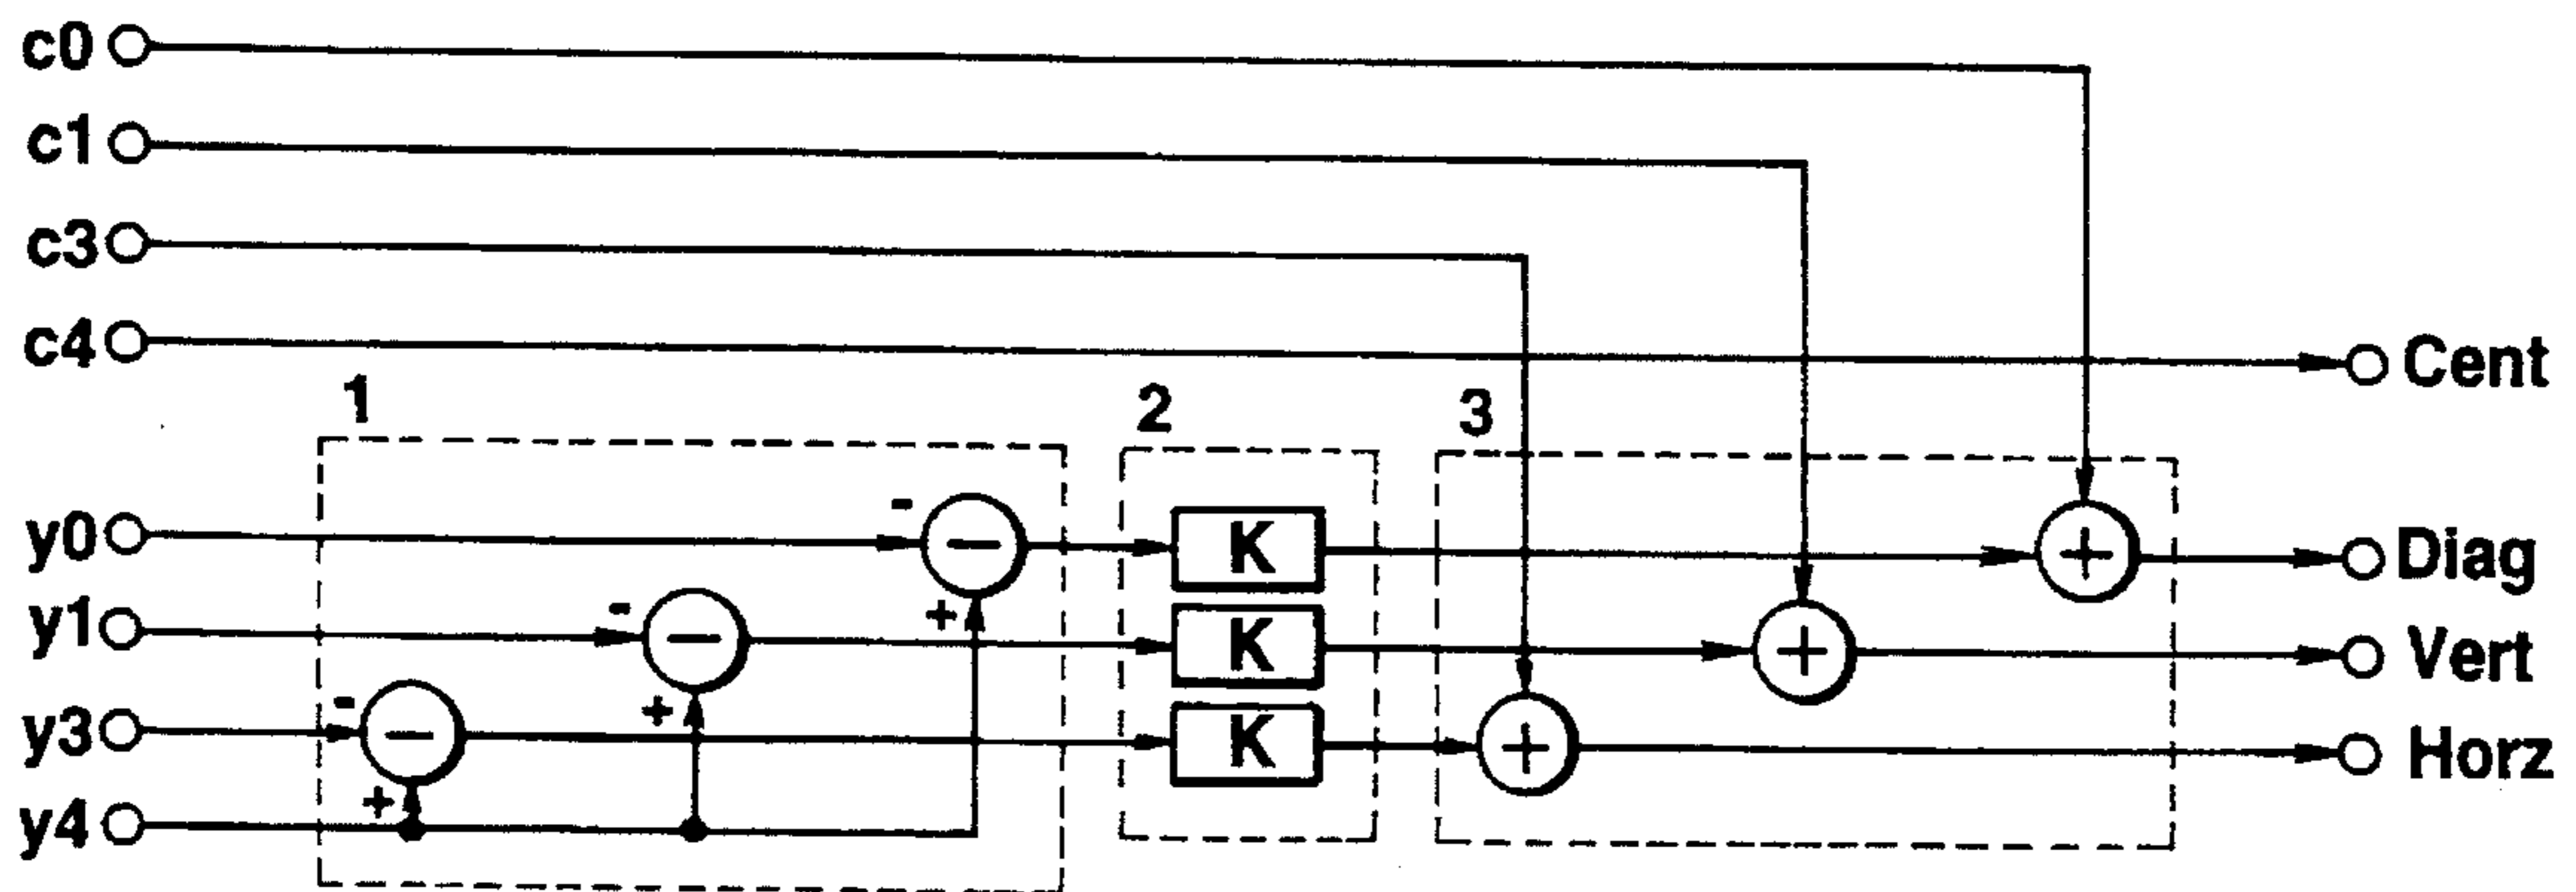 c0
c1
c3
c4 Cent
1 2 3
y0 - − K + Diag
+
y1 - − K + Vert
+
y3 - − K + Horz
+
y4